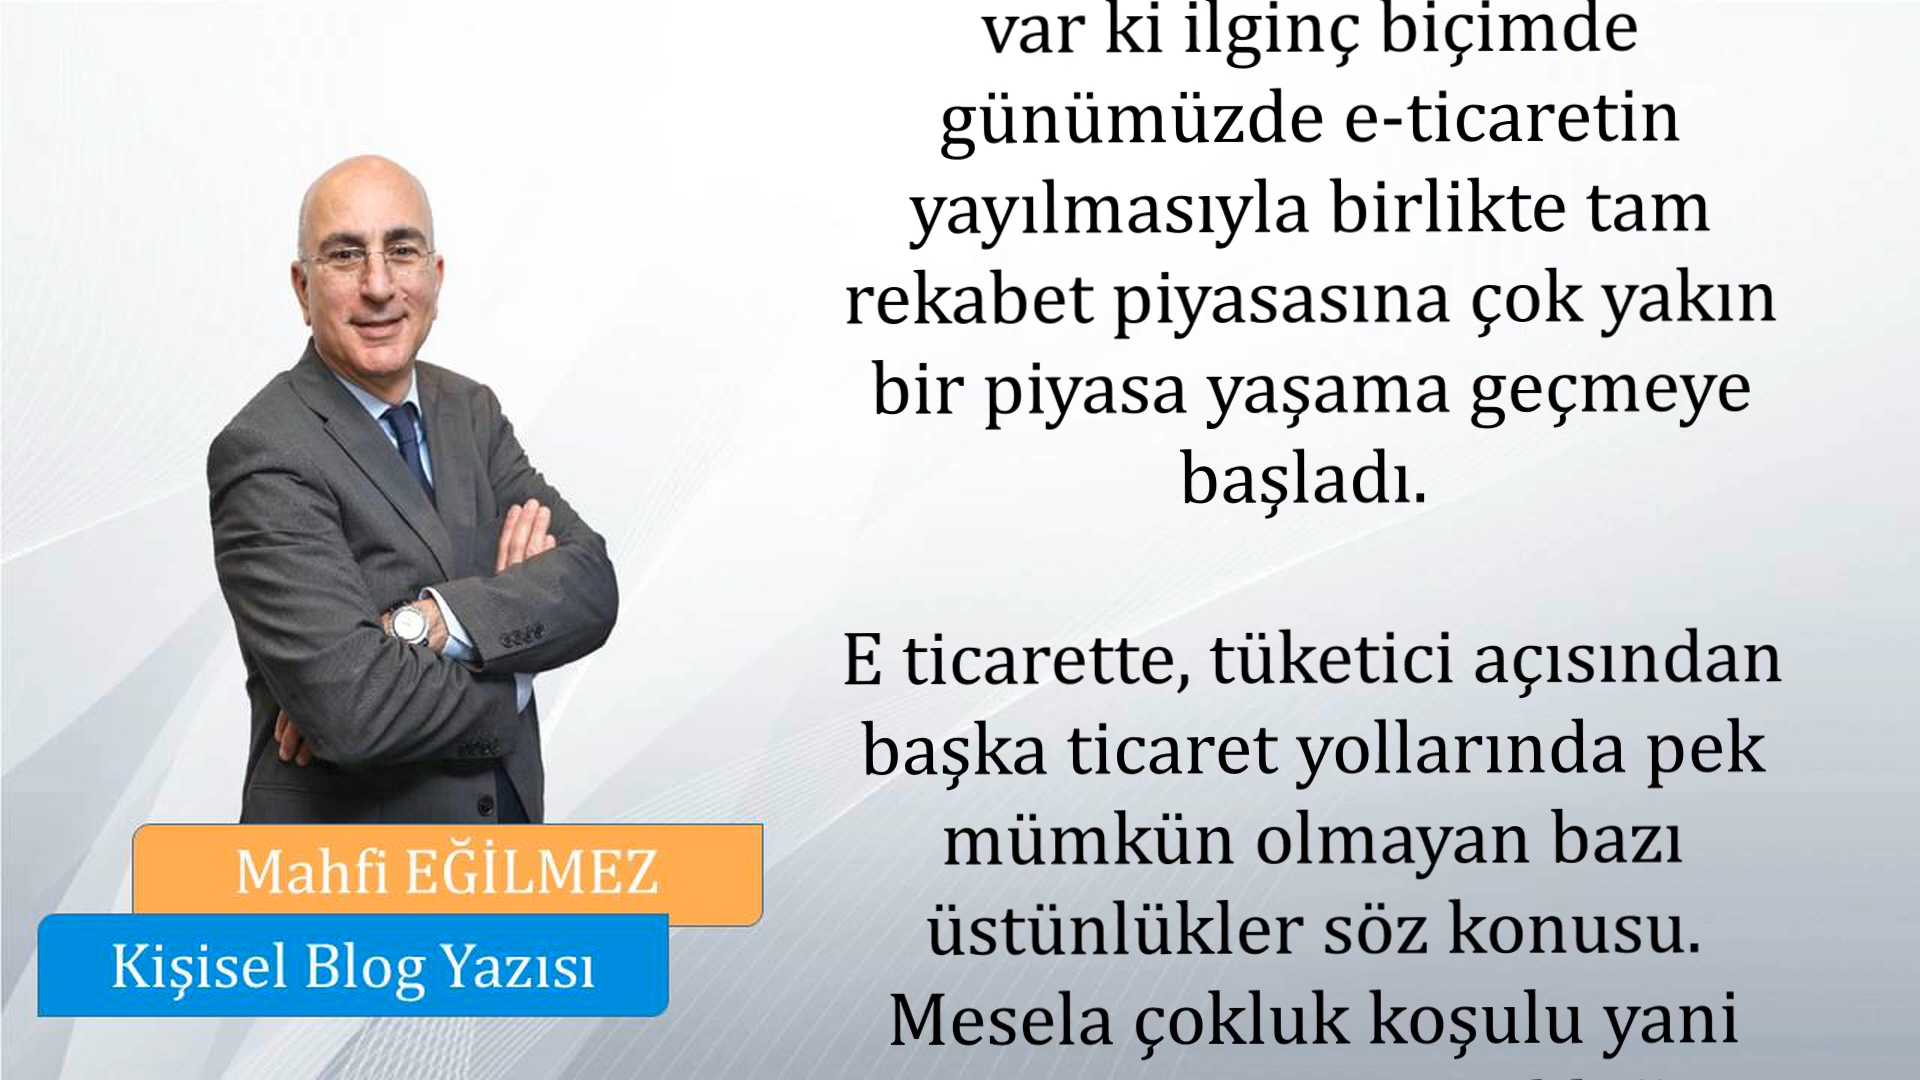 var ki ilginç biçimde
günümüzde e-ticaretin
yayılmasıyla birlikte tam
rekabet piyasasına çok yakın
bir piyasa yaşama geçmeye
başladı.
E ticarette, tüketici açısından
başka ticaret yollarında pek
mümkün olmayan bazı
üstünlükler söz konusu.
Mesela çokluk koşulu yani
Mahfi EĞİLMEZ
Kişisel Blog Yazısı